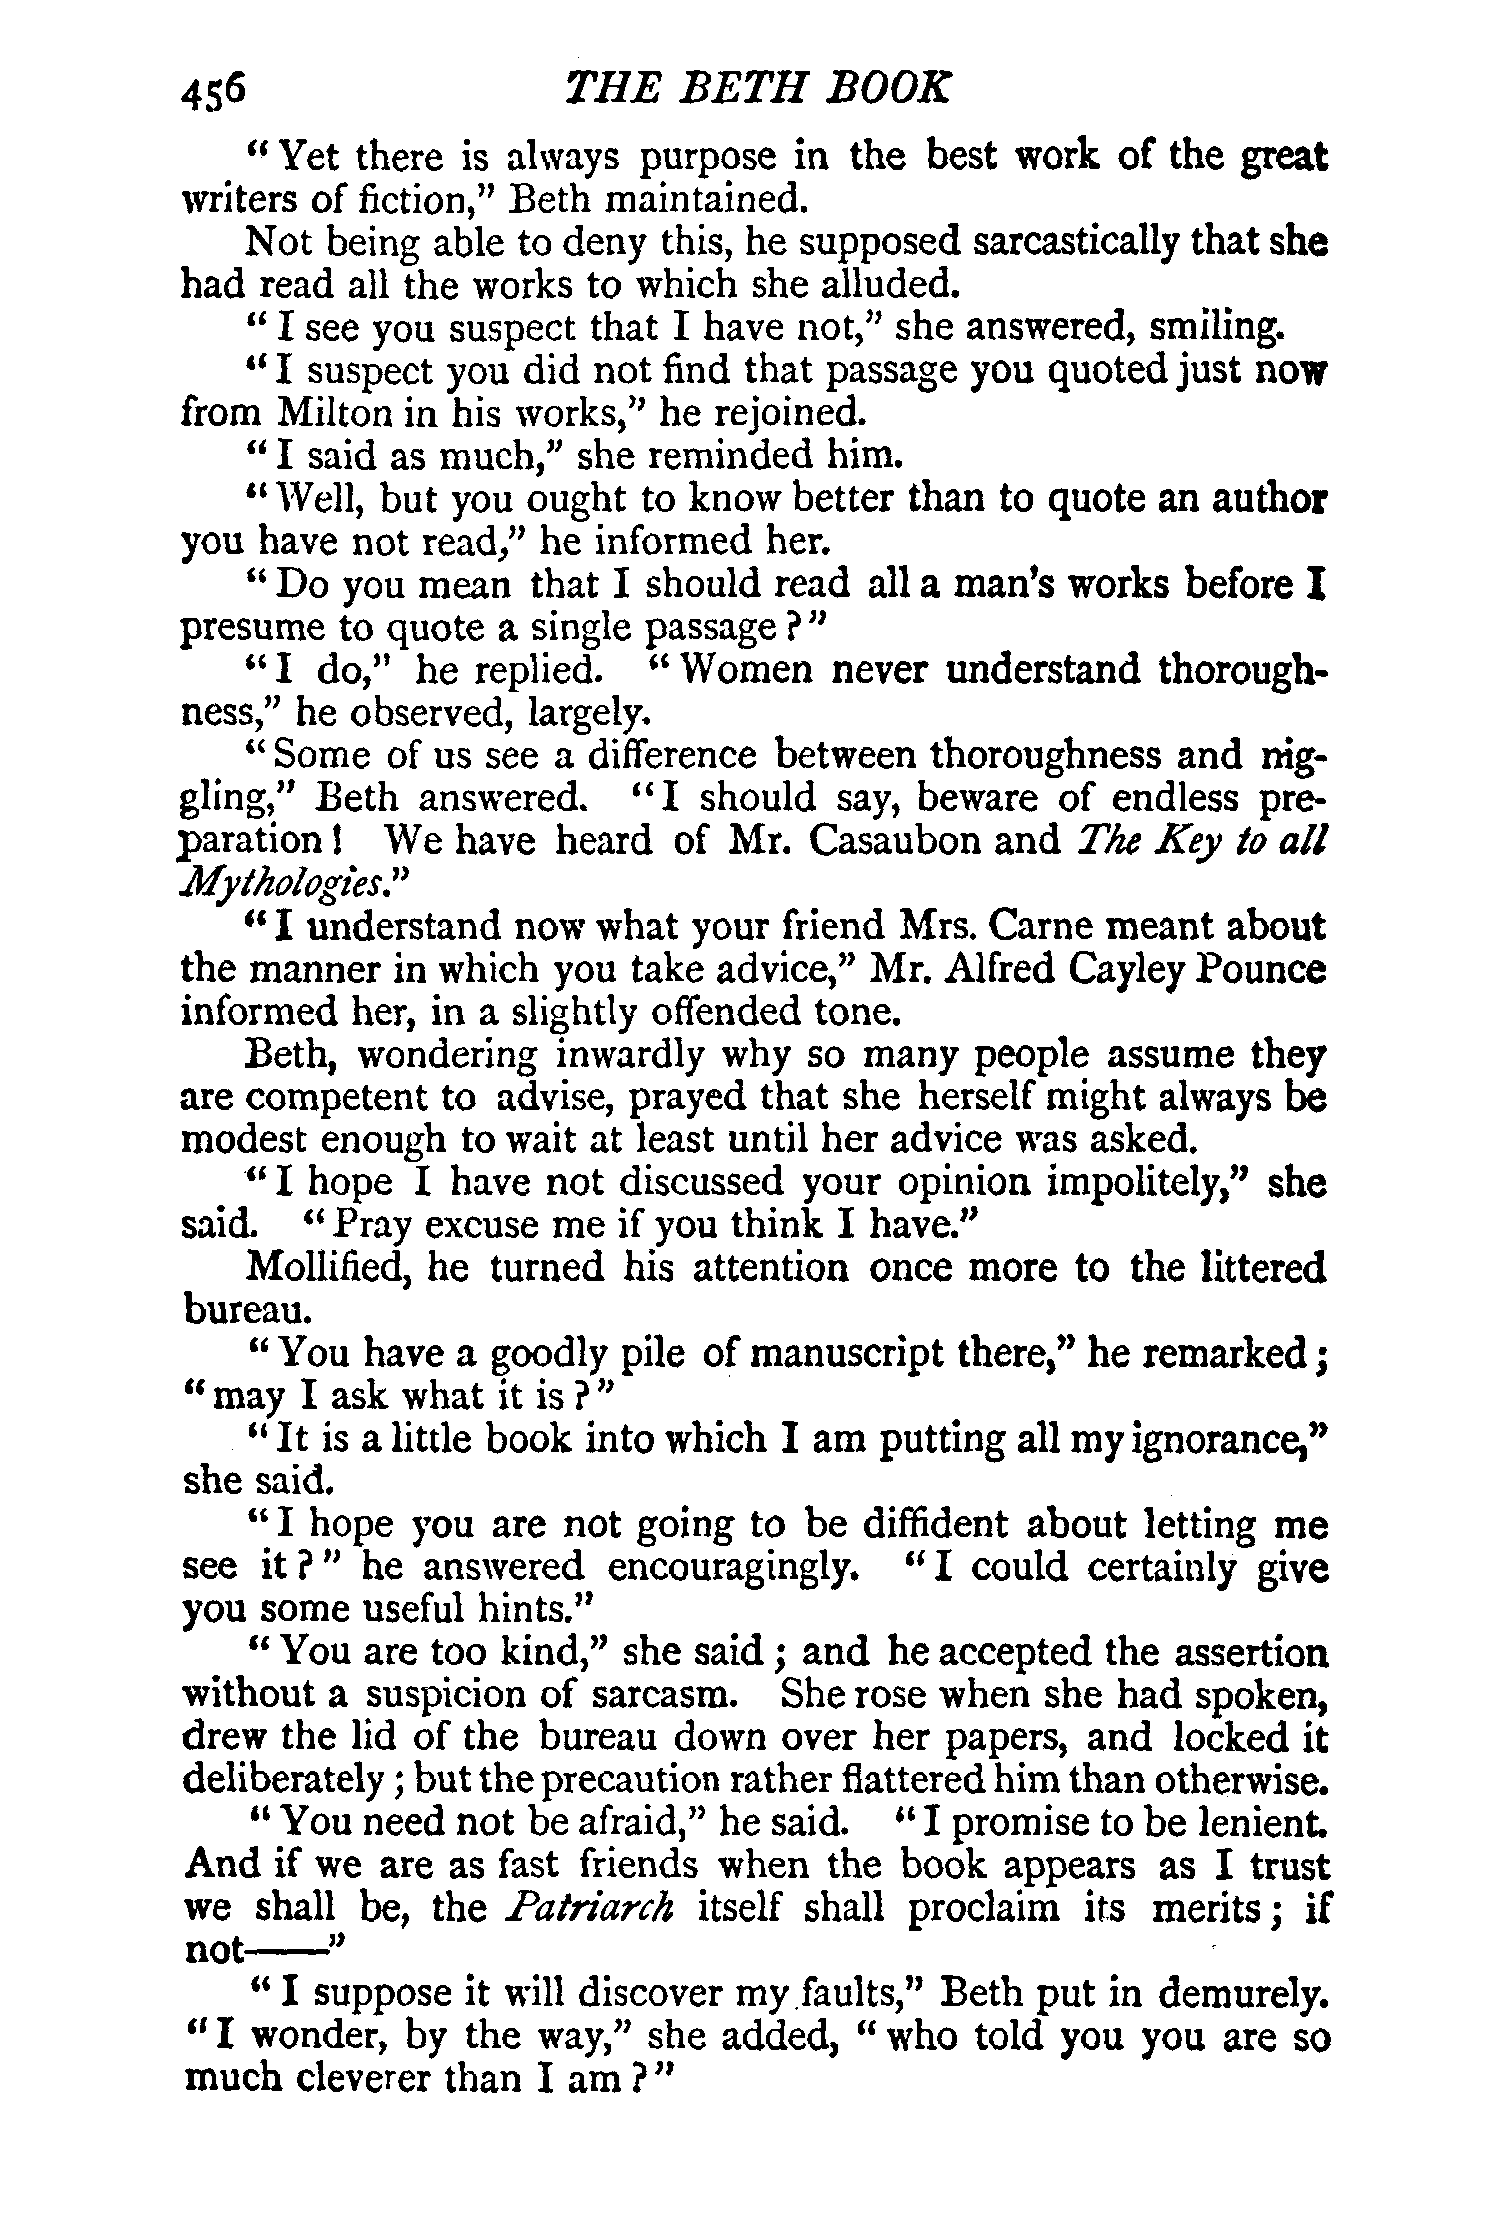 456 THE BETH BOOK
“ Yet there is always purpose in the best work of the great
writers of fiction,” Beth maintained.
Not being able to deny this, he supposed sarcastically that she
had read all the works to which she alluded.
“ I see you suspect that I have not,” she answered, smiling.
“ I suspect you did not find that passage you quoted just now
from Milton in his works,” he rejoined.
“ I said as much,” she reminded him.
“ Well, but you ought to know better than to quote an author
you have not read,” he informed her.
“ Do you mean that I should read all a man's works before I
presume to quote a single passage ? ”
“ I do,” he replied. “ Women never understand thorough-
ness,” he observed, largely.
“ Some of us see a difference between thoroughness and nig-
gling,” Beth answered. “ I should say, beware of endless pre-
paration ! We have heard of Mr. Casaubon and The Key to all
Mythologies.”
“ I understand now what your friend Mrs. Carne meant about
the manner in which you take advice,” Mr. Alfred Cayley Pounce
informed her, in a slightly offended tone.
Beth, wondering inwardly why so many people assume they
are competent to advise, prayed that she herself might always be
modest enough to wait at least until her advice was asked.
“ I hope I have not discussed your opinion impolitely,” she
said. “ Pray excuse me if you think I have.”
Mollified, he turned his attention once more to the littered
bureau.
“ You have a goodly pile of manuscript there,” he remarked ;
“ may I ask what it is ? ”
“ It is a little book into which I am putting all my ignorance,”
she said.
“ I hope you are not going to be diffident about letting me
see it ? ” he answered encouragingly. “ I could certainly give
you some useful hints.”
“ You are too kind,” she said ; and he accepted the assertion
without a suspicion of sarcasm. She rose when she had spoken,
drew the lid of the bureau down over her papers, and locked it
deliberately ; but the precaution rather flattered him than otherwise.
“ You need not be afraid,” he said. “ I promise to be lenient.
And if we are as fast friends when the book appears as I trust
we shall be, the Patriarch itself shall proclaim its merits ; if
not——”
“ I suppose it will discover my faults,” Beth put in demurely.
“ I wonder, by the way,” she added, “ who told you you are so
much cleverer than I am ? ”